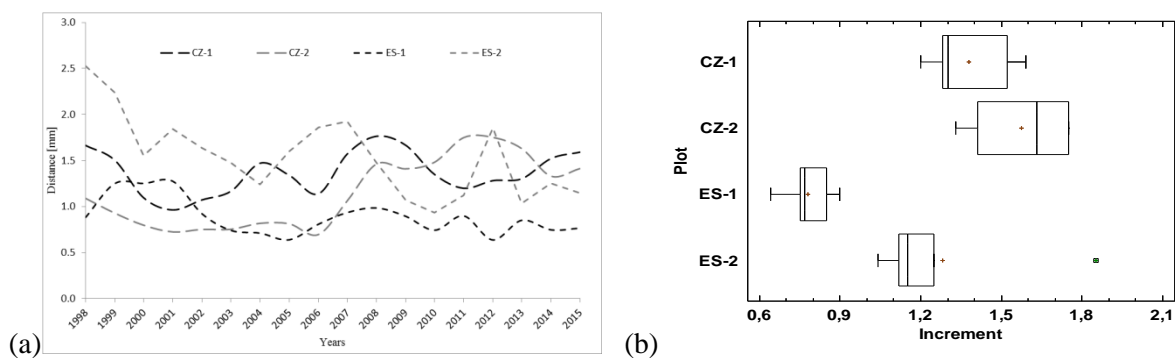 3.0
CZ-1 CZ-2 ES-1 ES-2
2.5
2.0
1.5
1.0
0.5
0.0
Distance [mm]
1998 1999 2000 2001 2002 2003 2004 2005 2006 2007 2008 2009 2010 2011 2012 2013 2014 2015
Years
(a)
CZ-1
CZ-2
ES-1
ES-2
Plot
0,6 0,9 1,2 1,5 1,8 2,1
Increment
(b)